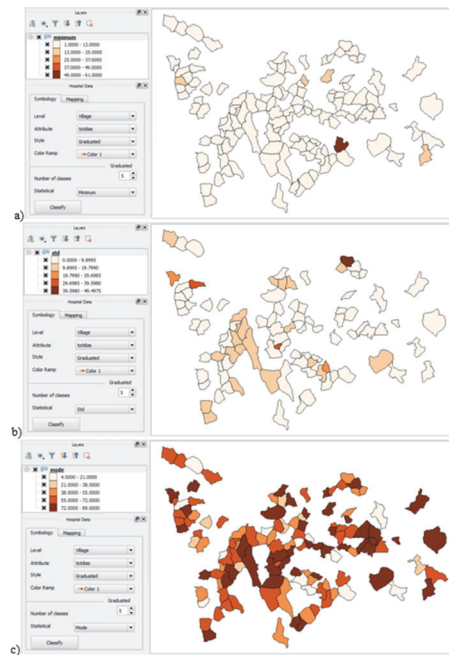 Layers
minimum
1.0000 - 13.0000
13.0000 - 25.0000
25.0000 - 37.0000
37.0000 - 49.0000
49.0000 - 61.0000
Hospital Data
Symbology Mapping
Level Village
Attribute totdias
Style Graduated
Color Ramp Color 1
Graduated
Number of classes 5
Statistical Minimum
Classify
a)
Layers
std
0.0000 - 9.8995
9.8995 - 19.7990
19.7990 - 29.6985
29.6985 - 39.5980
39.5980 - 49.4975
Hospital Data
Symbology Mapping
Level Village
Attribute totdias
Style Graduated
Color Ramp Color 1
Graduated
Number of classes 5
Statistical Std
Classify
b)
Layers
mode
4.0000 - 21.0000
21.0000 - 38.0000
38.0000 - 55.0000
55.0000 - 72.0000
72.0000 - 89.0000
Hospital Data
Symbology Mapping
Level Village
Attribute totdias
Style Graduated
Color Ramp Color 1
Graduated
Number of classes 5
Statistical Mode
Classify
c)